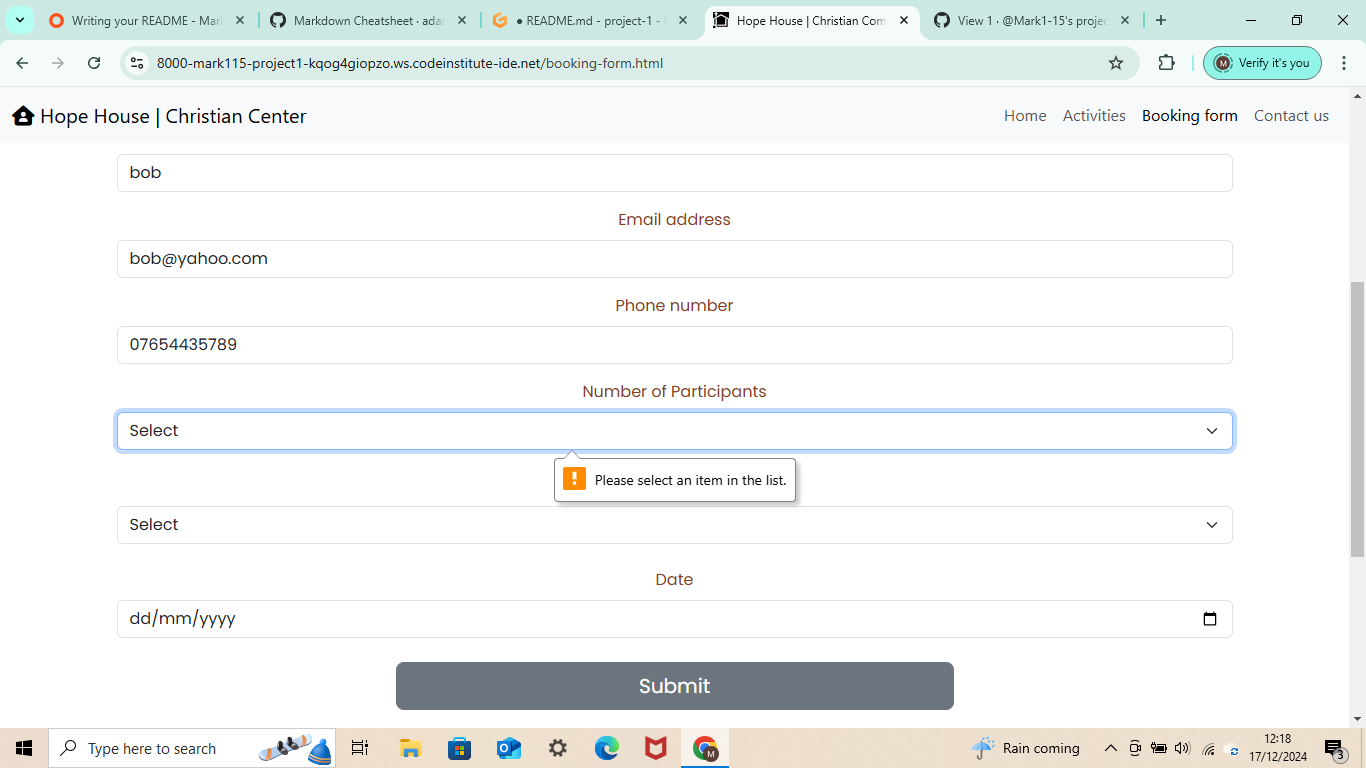 Writing your README - Mar
Markdown Cheatsheet · adar
● README.md - project-1 -
Hope House | Christian Com
View 1 · @Mark1-15's projec
8000-mark115-project1-kqog4giopzo.ws.codeinstitute-ide.net/booking-form.html
M
Verify it's you
Hope House | Christian Center
Home
Activities
Booking form
Contact us
bob
Email address
bob@yahoo.com
Phone number
07654435789
Number of Participants
Select
! Please select an item in the list.
Select
Date
dd/mm/yyyy
Submit
Type here to search
M
Rain coming
12:18
17/12/2024
3